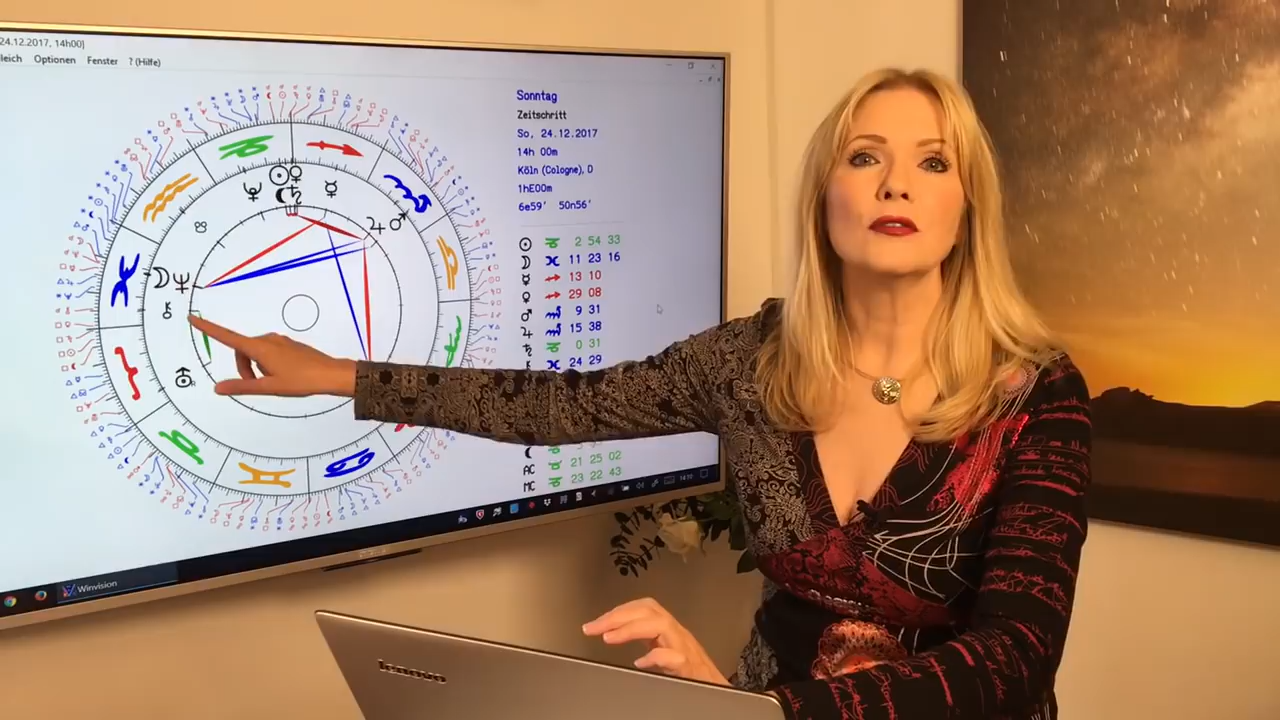 24.12.2017, 14h00)
leich Optionen Fenster ? (Hilfe)
Sonntag
Zeitschritt
So, 24.12.2017
14h 00m
Köln (Cologne), D
1hE00m
6e59' 50n56'
☉ ♑ 2 54 33
☽ ♓ 11 23 16
☿ ♐ 13 10
♀ ♐ 29 08
♂ ♏ 9 31
♃ ♏ 15 38
♄ ♑ 0 31
♓ 24 29
AC ♉ 21 25 02
MC ♑ 23 22 43
14:10
Winvision
lenovo